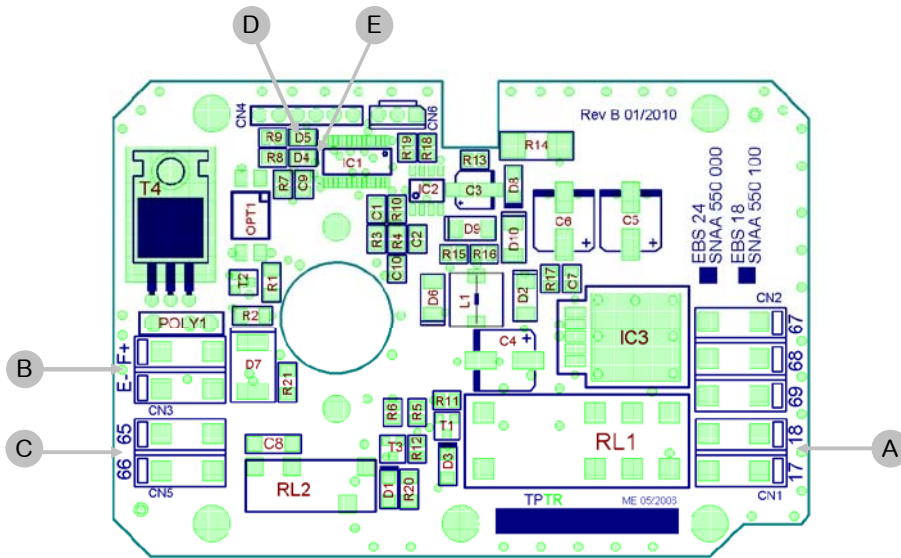 D E
CN4 CN6
Rev B 01/2010
R9 D5 R19 R18 R14
R8 D4 IC1 R13
T4 R7 C9 IC2 C3 D8
EBS 24
SNAA 550 000
EBS 18
SNAA 550 100
OPT1 C1 R10 C6 C5
R3 R4 C2 D9 D10
C10 R15 R16
T2 R1 D6 L1 D2 R17 C7
R2 CN2
POLY1 67
F+ C4 IC3
B E- D7 68
CN3 R21 69
R6 R5 R11
C 65 C8 T1 RL1 18 A
T3 R12
66 D3 17
CN5 RL2 D1 R20 CN1
TPTR ME 05/2006